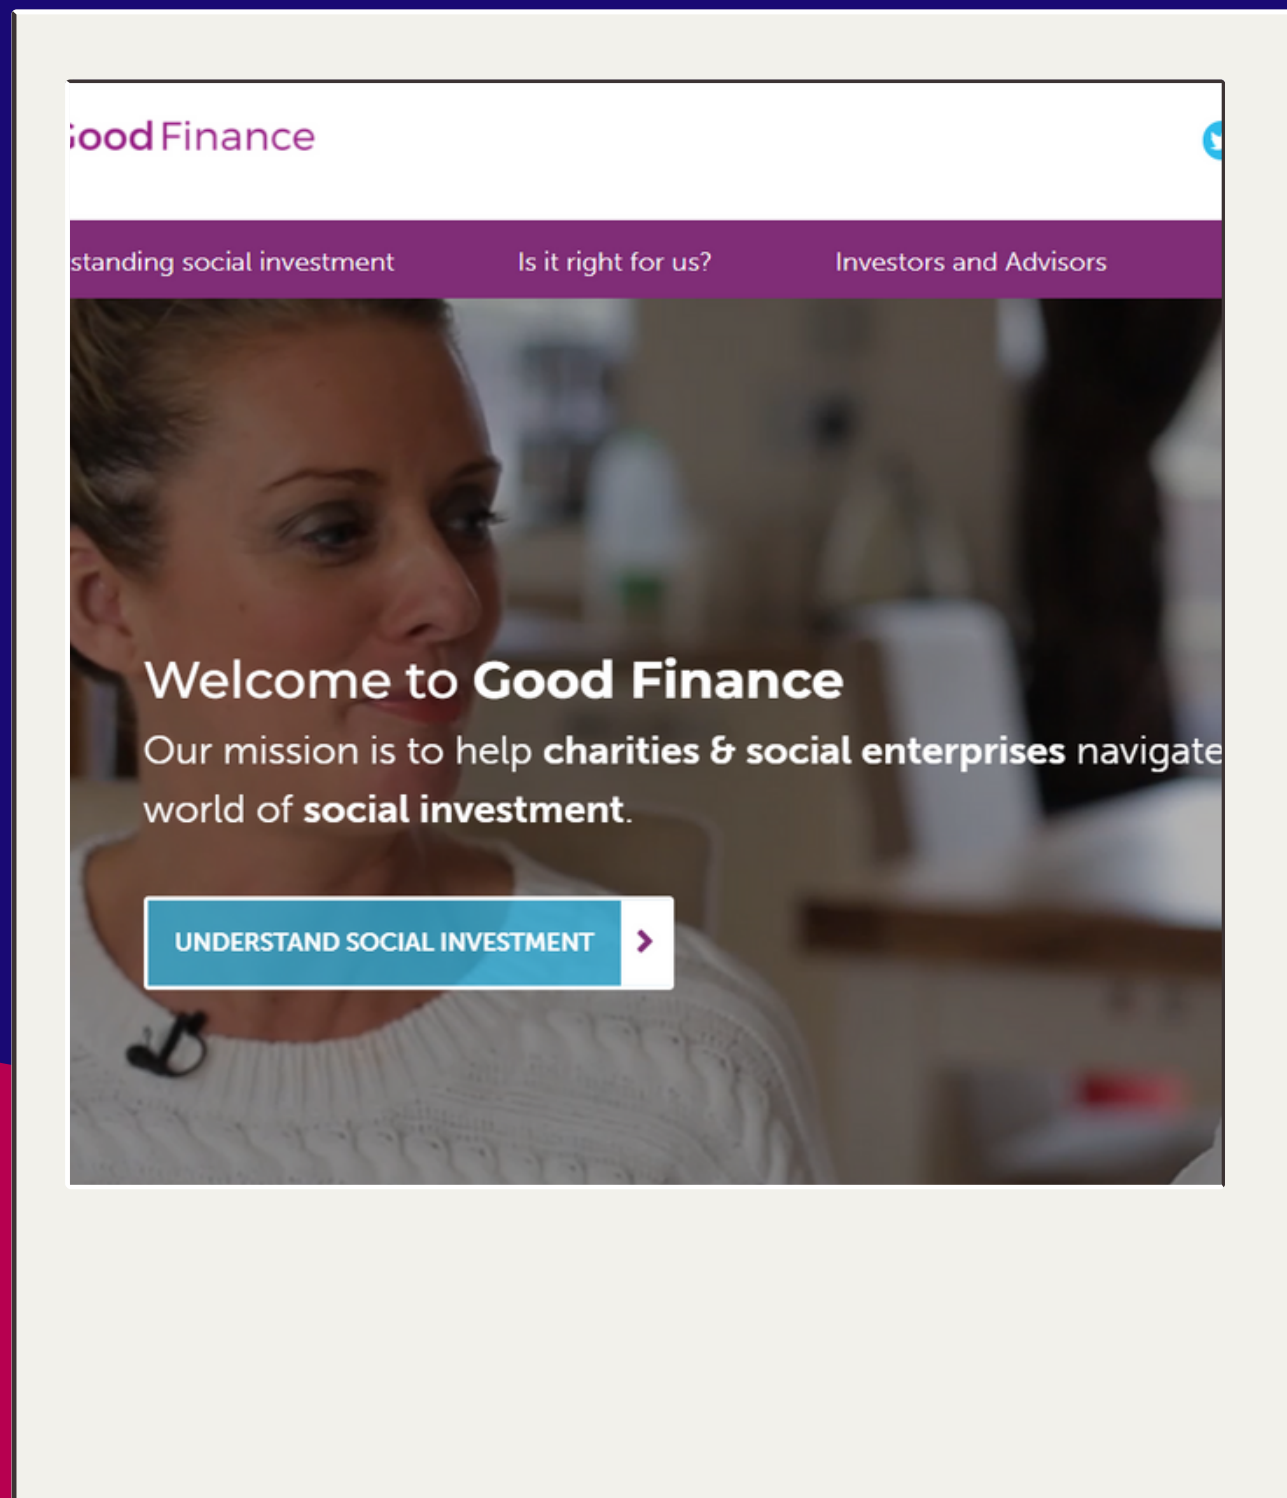 Good Finance
standing social investment Is it right for us? Investors and Advisors
Welcome to Good Finance
Our mission is to help charities & social enterprises navigate
world of social investment.
UNDERSTAND SOCIAL INVESTMENT